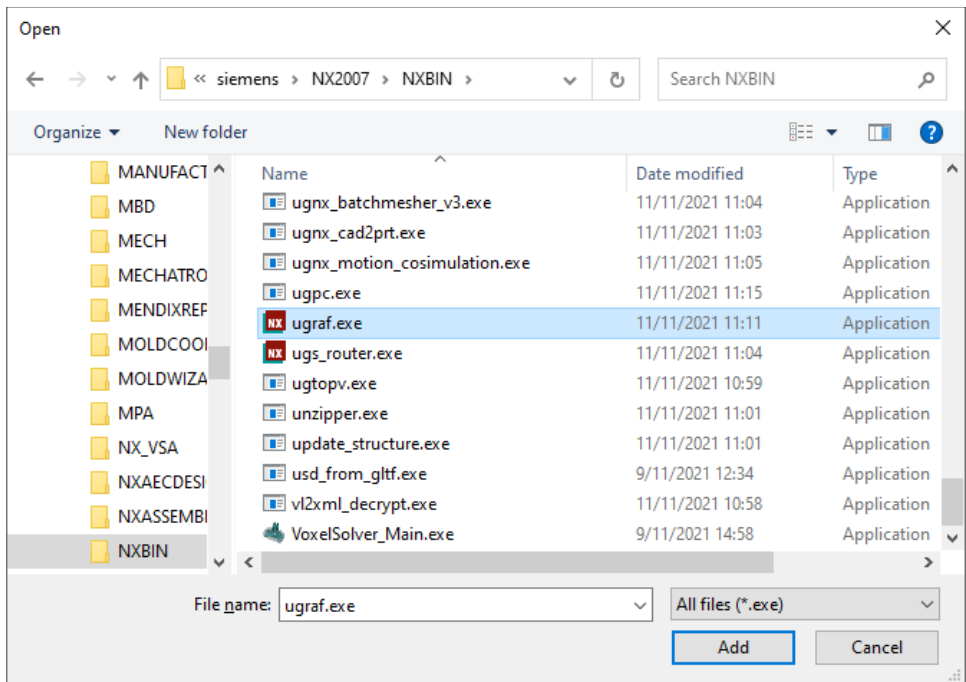 Open
« siemens > NX2007 > NXBIN > Search NXBIN
Organize New folder
MANUFACT
MBD
MECH
MECHATRO
MENDIXREP
MOLDCOOL
MOLDWIZA
MPA
NX_VSA
NXAECDESI
NXASSEMBI
NXBIN
Name Date modified Type
ugnx_batchmesher_v3.exe 11/11/2021 11:04 Application
ugnx_cad2prt.exe 11/11/2021 11:03 Application
ugnx_motion_cosimulation.exe 11/11/2021 11:05 Application
ugpc.exe 11/11/2021 11:15 Application
NX ugraf.exe 11/11/2021 11:11 Application
NX ugs_router.exe 11/11/2021 11:04 Application
ugtopv.exe 11/11/2021 10:59 Application
unzipper.exe 11/11/2021 11:01 Application
update_structure.exe 11/11/2021 11:01 Application
usd_from_gltf.exe 9/11/2021 12:34 Application
vl2xml_decrypt.exe 11/11/2021 10:58 Application
VoxelSolver_Main.exe 9/11/2021 14:58 Application
File name: ugraf.exe All files (*.exe)
Add Cancel